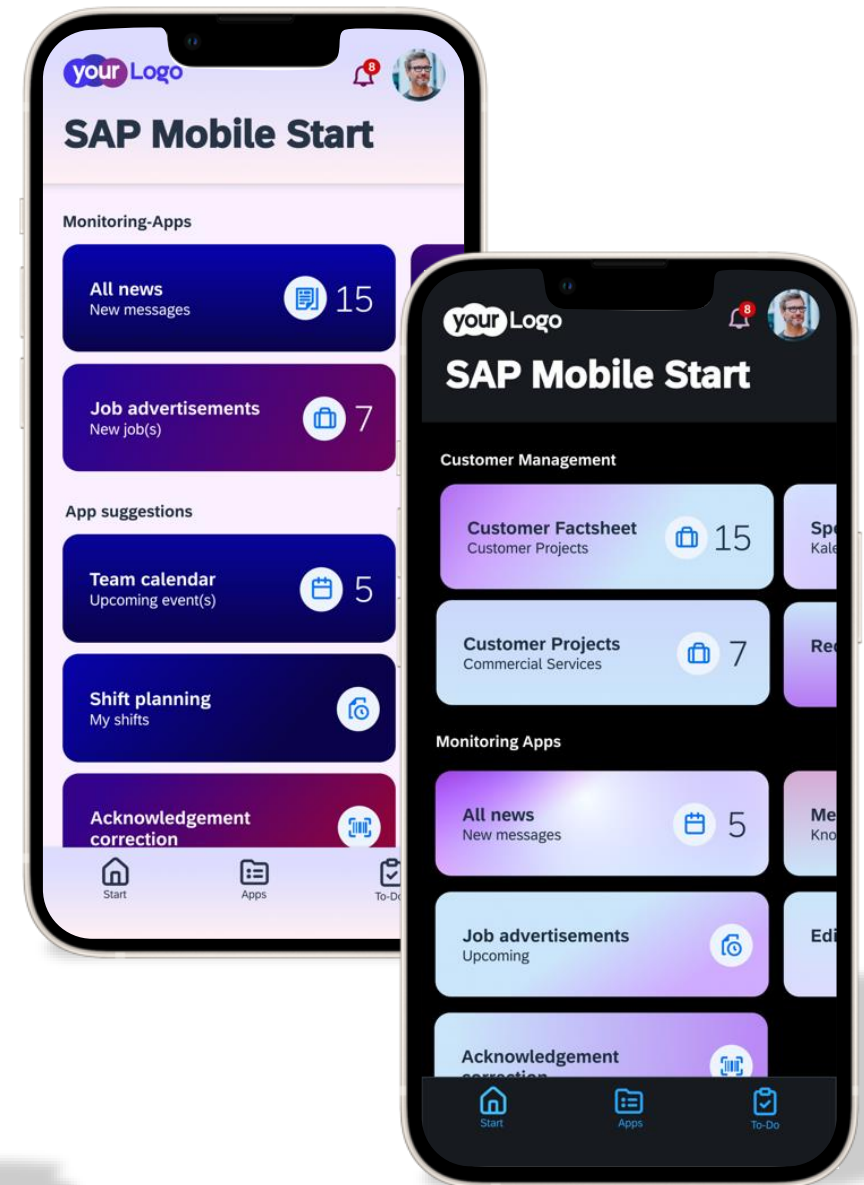 your Logo
8
SAP Mobile Start
Monitoring-Apps
All news
New messages
15
Job advertisements
New job(s)
7
App suggestions
Team calendar
Upcoming event(s)
5
Shift planning
My shifts
Acknowledgement
correction
Start
Apps
your Logo
8
SAP Mobile Start
Customer Management
Customer Factsheet
Customer Projects
15
Customer Projects
Commercial Services
7
Monitoring Apps
All news
New messages
5
Job advertisements
Upcoming
Acknowledgement
correction
Start
Apps
To-Do